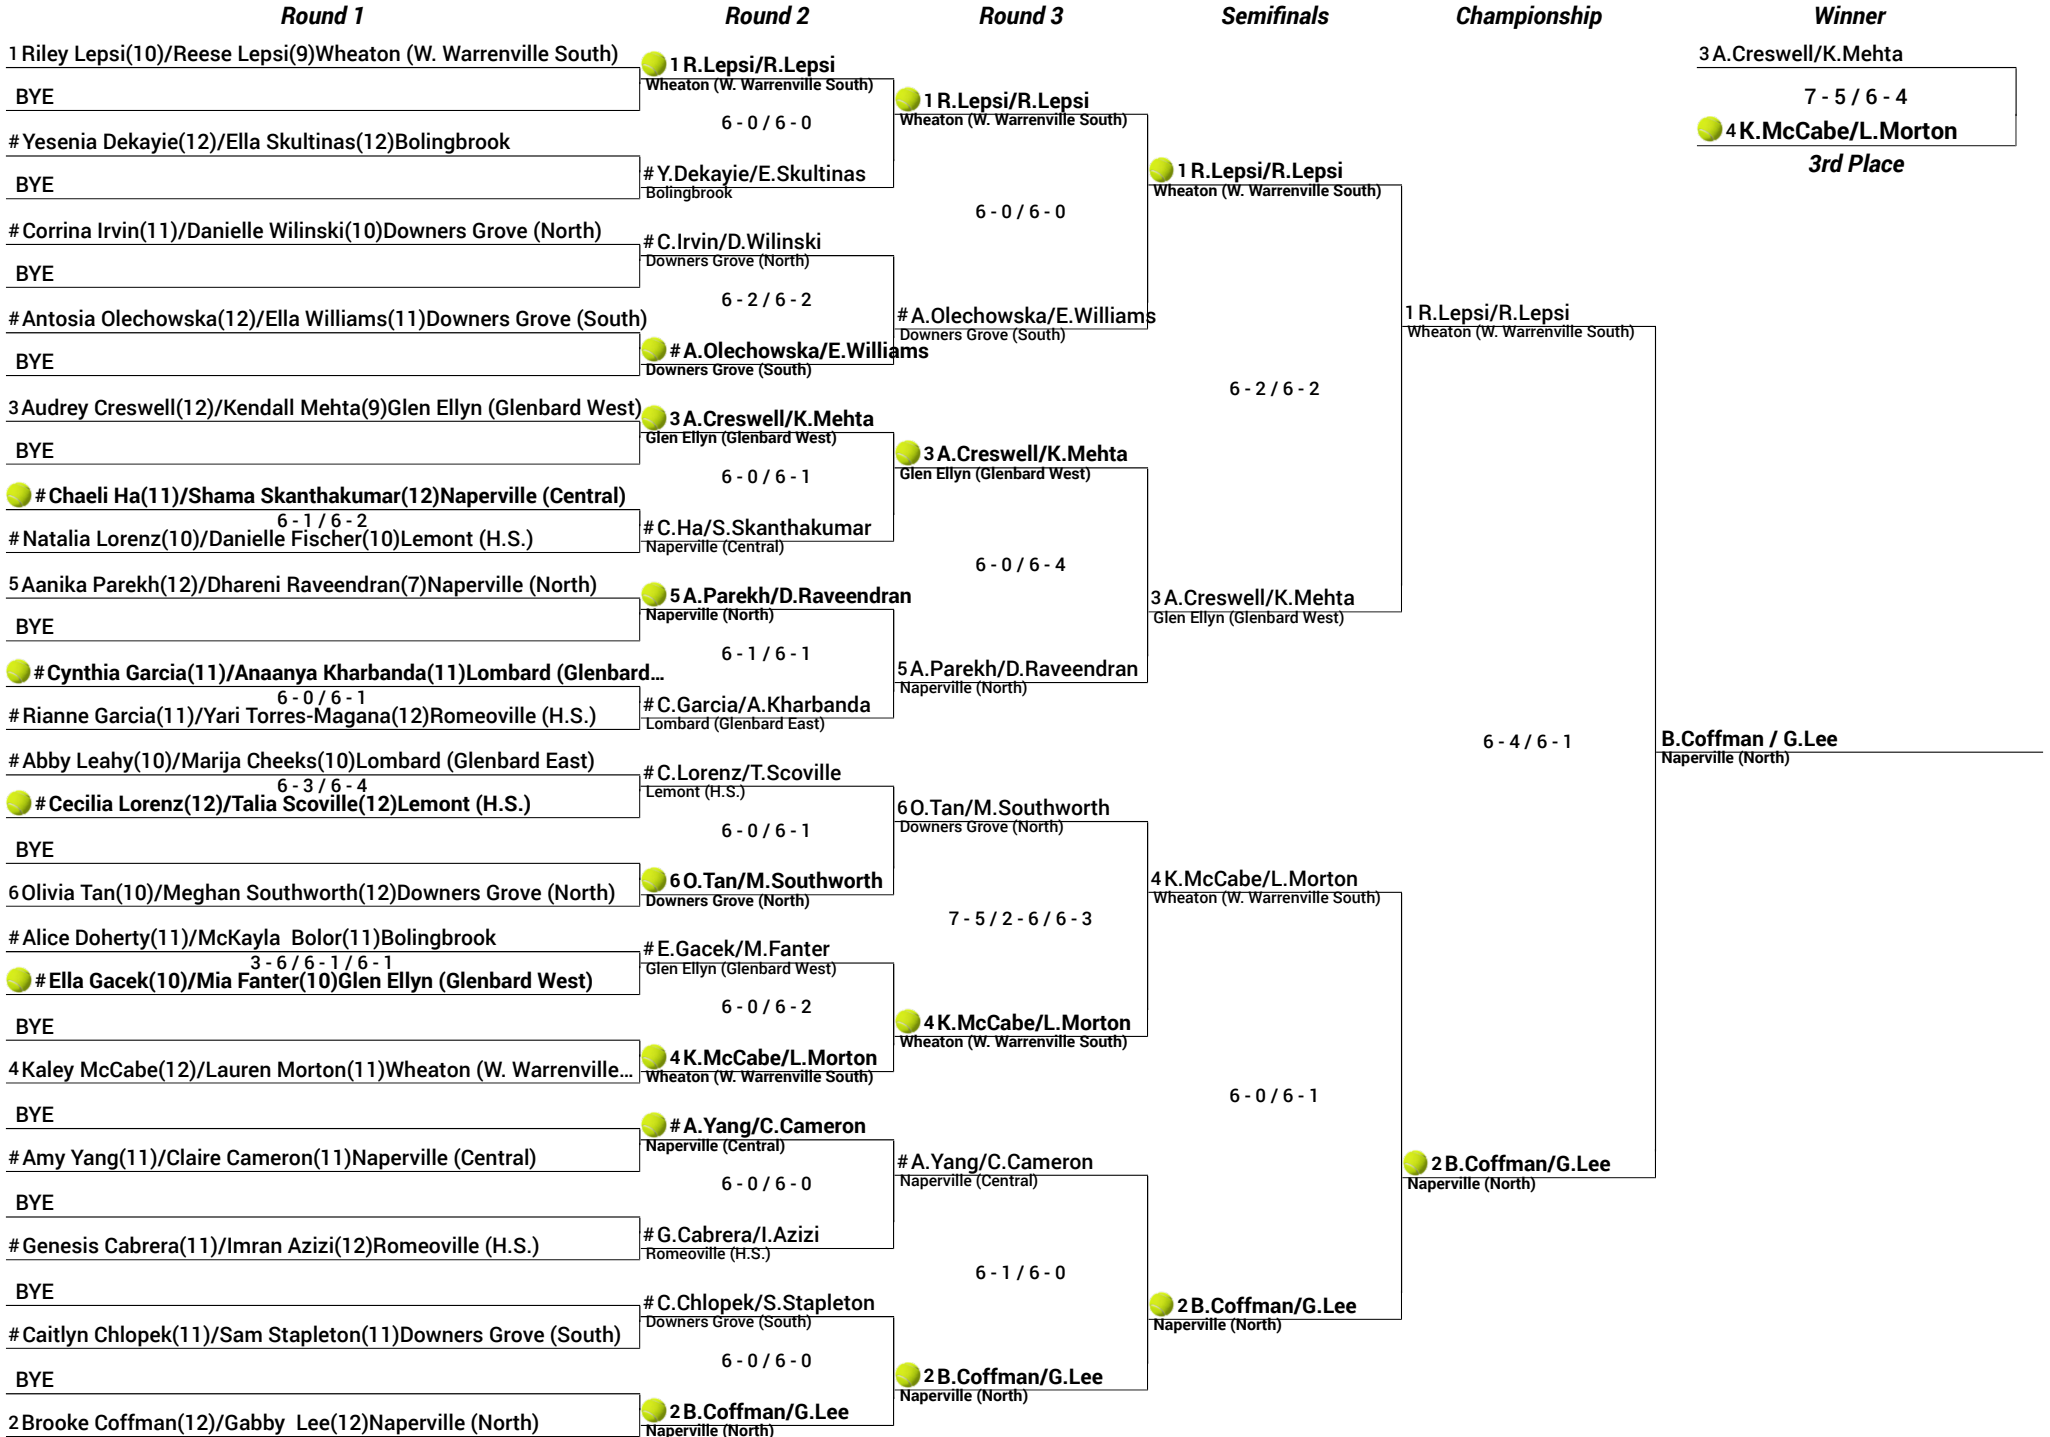 Round 1
Round 2
Round 3
Semifinals
Championship
Winner
1 Riley Lepsi(10)/Reese Lepsi(9)Wheaton (W. Warrenville South)
BYE
# Yesenia Dekayie(12)/Ella Skultinas(12)Bolingbrook
BYE
# Corrina Irvin(11)/Danielle Wilinski(10)Downers Grove (North)
BYE
# Antosia Olechowska(12)/Ella Williams(11)Downers Grove (South)
BYE
3 Audrey Creswell(12)/Kendall Mehta(9)Glen Ellyn (Glenbard West)
BYE
# Chaeli Ha(11)/Shama Skanthakumar(12)Naperville (Central)
6 - 1 / 6 - 2
# Natalia Lorenz(10)/Danielle Fischer(10)Lemont (H.S.)
5 Aanika Parekh(12)/Dhareni Raveendran(7)Naperville (North)
BYE
# Cynthia Garcia(11)/Anaanya Kharbanda(11)Lombard (Glenbard...
6 - 0 / 6 - 1
# Rianne Garcia(11)/Yari Torres-Magana(12)Romeoville (H.S.)
# Abby Leahy(10)/Marija Cheeks(10)Lombard (Glenbard East)
6 - 3 / 6 - 4
# Cecilia Lorenz(12)/Talia Scoville(12)Lemont (H.S.)
BYE
6 Olivia Tan(10)/Meghan Southworth(12)Downers Grove (North)
# Alice Doherty(11)/McKayla  Bolor(11)Bolingbrook
3 - 6 / 6 - 1 / 6 - 1
# Ella Gacek(10)/Mia Fanter(10)Glen Ellyn (Glenbard West)
BYE
4 Kaley McCabe(12)/Lauren Morton(11)Wheaton (W. Warrenville...
BYE
# Amy Yang(11)/Claire Cameron(11)Naperville (Central)
BYE
# Genesis Cabrera(11)/Imran Azizi(12)Romeoville (H.S.)
BYE
# Caitlyn Chlopek(11)/Sam Stapleton(11)Downers Grove (South)
BYE
2 Brooke Coffman(12)/Gabby  Lee(12)Naperville (North)
1 R.Lepsi/R.Lepsi
Wheaton (W. Warrenville South)
6 - 0 / 6 - 0
# Y.Dekayie/E.Skultinas
Bolingbrook
# C.Irvin/D.Wilinski
Downers Grove (North)
6 - 2 / 6 - 2
# A.Olechowska/E.Williams
Downers Grove (South)
3 A.Creswell/K.Mehta
Glen Ellyn (Glenbard West)
6 - 0 / 6 - 1
# C.Ha/S.Skanthakumar
Naperville (Central)
5 A.Parekh/D.Raveendran
Naperville (North)
6 - 1 / 6 - 1
# C.Garcia/A.Kharbanda
Lombard (Glenbard East)
# C.Lorenz/T.Scoville
Lemont (H.S.)
6 - 0 / 6 - 1
6 O.Tan/M.Southworth
Downers Grove (North)
# E.Gacek/M.Fanter
Glen Ellyn (Glenbard West)
6 - 0 / 6 - 2
4 K.McCabe/L.Morton
Wheaton (W. Warrenville South)
# A.Yang/C.Cameron
Naperville (Central)
6 - 0 / 6 - 0
# G.Cabrera/I.Azizi
Romeoville (H.S.)
# C.Chlopek/S.Stapleton
Downers Grove (South)
6 - 0 / 6 - 0
2 B.Coffman/G.Lee
Naperville (North)
1 R.Lepsi/R.Lepsi
Wheaton (W. Warrenville South)
6 - 0 / 6 - 0
# A.Olechowska/E.Williams
Downers Grove (South)
3 A.Creswell/K.Mehta
Glen Ellyn (Glenbard West)
6 - 0 / 6 - 4
5 A.Parekh/D.Raveendran
Naperville (North)
6 O.Tan/M.Southworth
Downers Grove (North)
7 - 5 / 2 - 6 / 6 - 3
4 K.McCabe/L.Morton
Wheaton (W. Warrenville South)
# A.Yang/C.Cameron
Naperville (Central)
6 - 1 / 6 - 0
2 B.Coffman/G.Lee
Naperville (North)
1 R.Lepsi/R.Lepsi
Wheaton (W. Warrenville South)
6 - 2 / 6 - 2
3 A.Creswell/K.Mehta
Glen Ellyn (Glenbard West)
4 K.McCabe/L.Morton
Wheaton (W. Warrenville South)
6 - 0 / 6 - 1
2 B.Coffman/G.Lee
Naperville (North)
1 R.Lepsi/R.Lepsi
Wheaton (W. Warrenville South)
6 - 4 / 6 - 1
2 B.Coffman/G.Lee
Naperville (North)
B.Coffman / G.Lee
Naperville (North)
3 A.Creswell/K.Mehta
7 - 5 / 6 - 4
4 K.McCabe/L.Morton
3rd Place